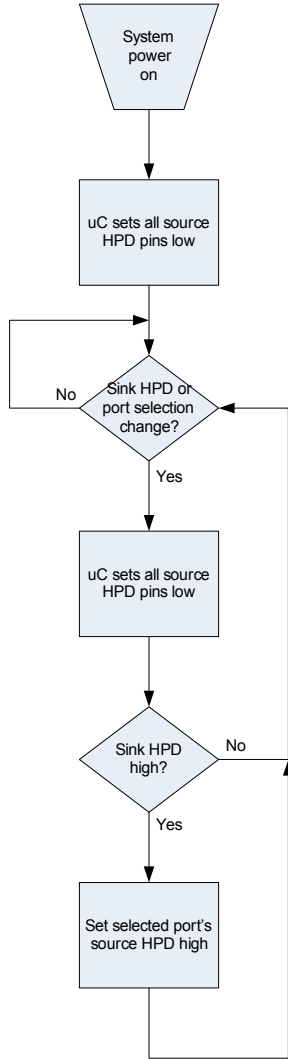 System
power
on
uC sets all source
HPD pins low
Sink HPD or
port selection
change?
No
Yes
uC sets all source
HPD pins low
Sink HPD
high?
No
Yes
Set selected port's
source HPD high